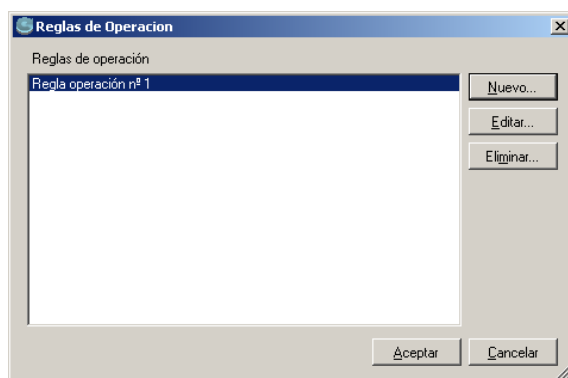 Reglas de Operacion
Reglas de operación
Regla operación nº 1
Nuevo...
Editar...
Eliminar...
Aceptar
Cancelar